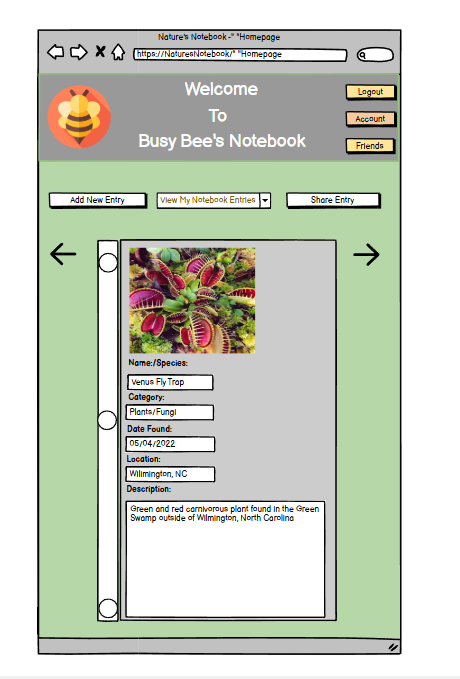 Nature's Notebook -" "Homepage
https://NaturesNotebook/" "Homepage
Welcome
To
Busy Bee's Notebook
Logout
Account
Friends
Add New Entry
View My Notebook Entries
Share Entry
Name:/Species:
Venus Fly Trap
Category:
Plants/Fungi
Date Found:
05/04/2022
Location:
Wilimington, NC
Description:
Green and red carnivorous plant found in the Green
Swamp outside of Wilmington, North Carolina